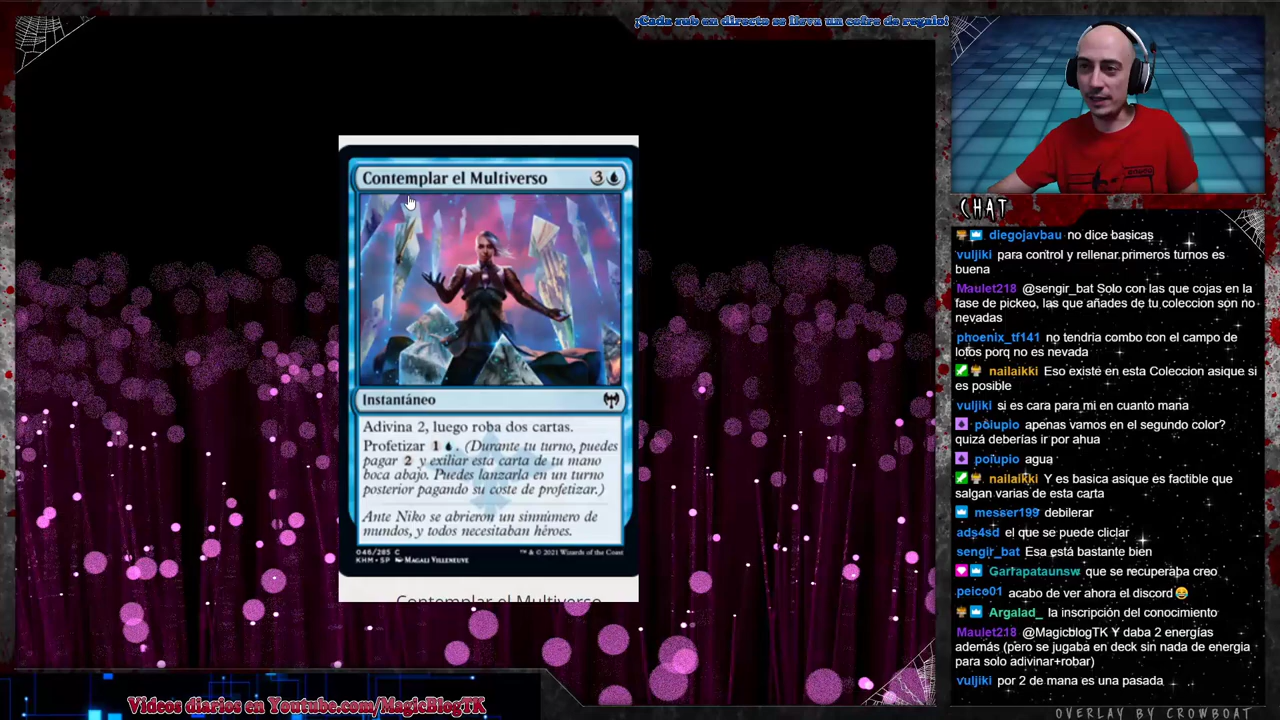 ¡Cada sub en directo se lleva un cofre de regalo!
Contemplar el Multiverso 3
Instantáneo
Adivina 2, luego roba dos cartas.
Profetizar 1 . (Durante tu turno, puedes
pagar 2 y exiliar esta carta de tu mano
boca abajo. Puedes lanzarla en un turno
posterior pagando su coste de profetizar.)
Ante Niko se abrieron un sinnúmero de
mundos, y todos necesitaban héroes.
046/285 C
KHM • SP Magali Villeneuve
™ & © 2021 Wizards of the Coast
Contemplar el Multiverso
Videos diarios en Youtube.com/MagicBlogTK
CHAT
diegojavbau no dice basicas
vuljiki para control y rellenar primeros turnos es
buena
Maulet218 @sengir_bat Solo con las que cojas en la
fase de pickeo, las que añades de tu coleccion son no
nevadas
phoenix_tf141 no tendria combo con el campo de
lotos porq no es nevada
nailaikki Eso existe en esta Coleccion asique si
es posible
vuljiki si es cara para mi en cuanto mana
poiupio apenas vamos en el segundo color?
quizá deberías ir por ahua
poiupio agua
nailaikki Y es basica asique es factible que
salgan varias de esta carta
messer199 debilerar
ads4sd el que se puede cliclar
sengir_bat Esa está bastante bien
Garrapataunsw que se recuperaba creo
peico01 acabo de ver ahora el discord
Argalad_ la inscripción del conocimiento
Maulet218 @MagicblogTK Y daba 2 energías
además (pero se jugaba en deck sin nada de energia
para solo adivinar+robar)
vuljiki por 2 de mana es una pasada
OVERLAY BY CROWBOAT